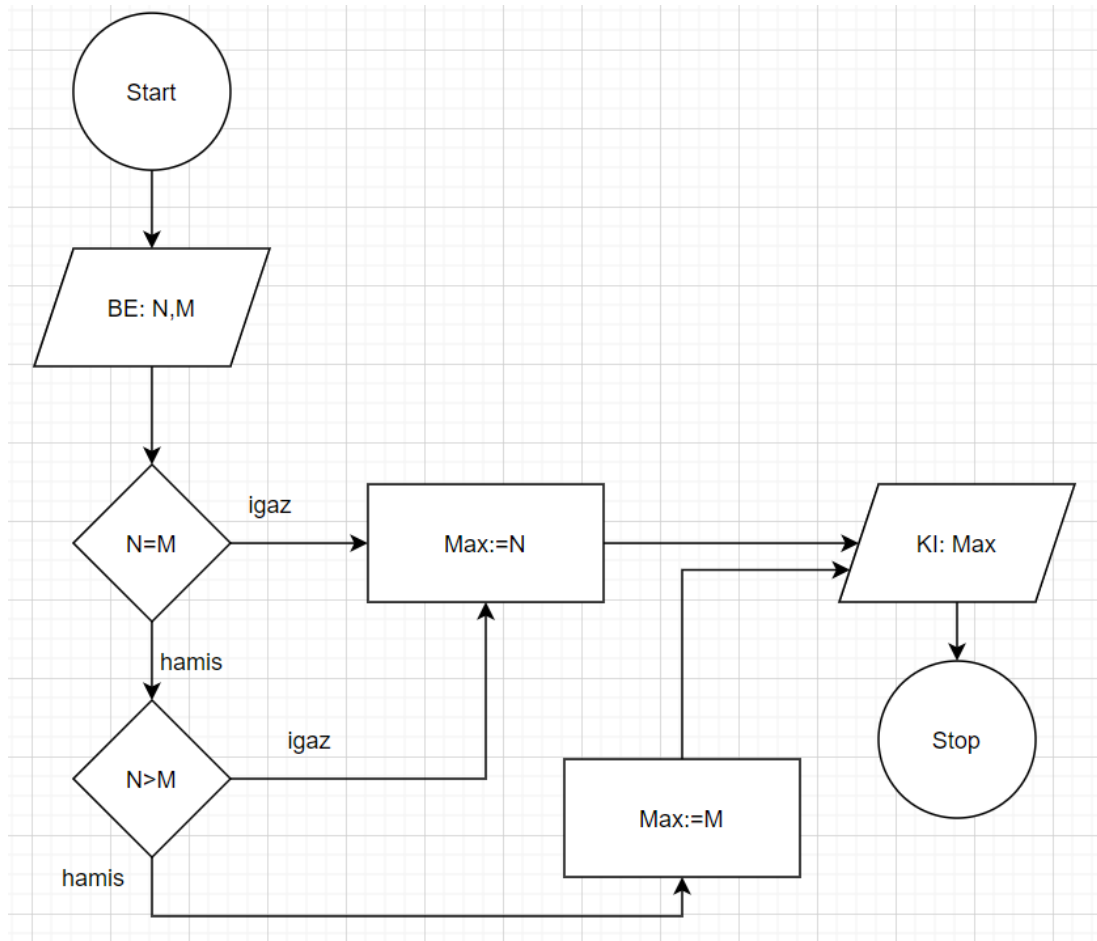 Start
BE: N,M
N=M
igaz
Max:=N
KI: Max
hamis
N>M
igaz
Max:=M
Stop
hamis